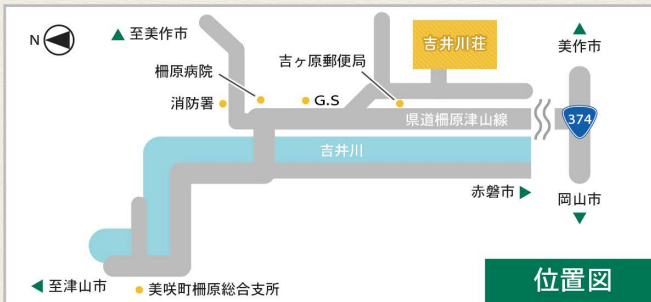 N
至美作市
柵原病院
消防署
G.S
吉ヶ原郵便局
吉井川荘
美作市
県道柵原津山線
374
吉井川
赤磐市
岡山市
至津山市
美咲町柵原総合支所
位置図